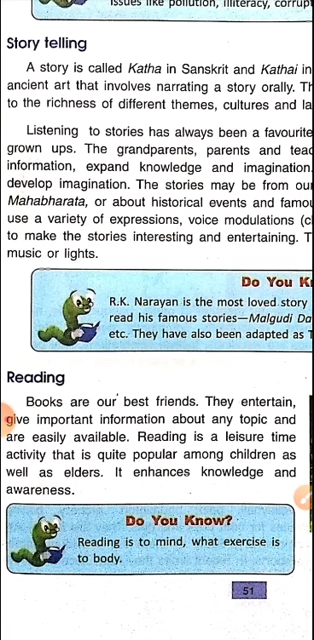 issues like pollution, illiteracy, corrupt
Story telling
A story is called Katha in Sanskrit and Kathai in
ancient art that involves narrating a story orally. Th
to the richness of different themes, cultures and la
Listening to stories has always been a favourite
grown ups. The grandparents, parents and teac
information, expand knowledge and imagination.
develop imagination. The stories may be from our
Mahabharata, or about historical events and famou
use a variety of expressions, voice modulations (c
to make the stories interesting and entertaining. T
music or lights.
Do You K
R.K. Narayan is the most loved story
read his famous stories—Malgudi Da
etc. They have also been adapted as T
Reading
Books are our best friends. They entertain,
give important information about any topic and
are easily available. Reading is a leisure time
activity that is quite popular among children as
well as elders. It enhances knowledge and
awareness.
Do You Know?
Reading is to mind, what exercise is
to body.
51